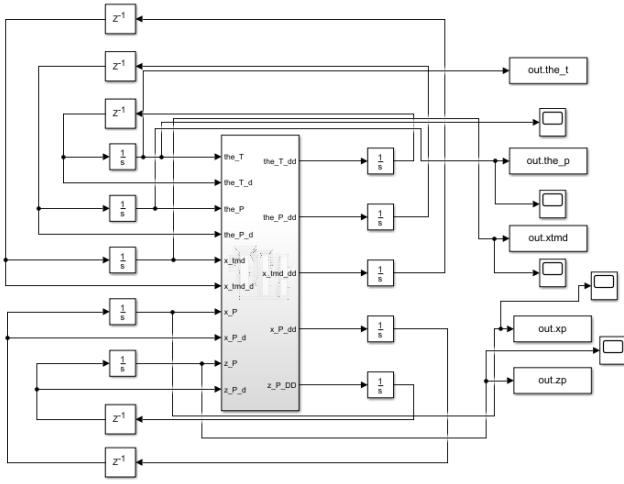 z⁻¹
z⁻¹
out.the_t
z⁻¹
1
s
the_T
the_T_dd
1
s
out.the_p
the_T_d
1
s
the_P
the_P_dd
1
s
the_P_d
out.xtmd
1
s
x_tmd
x_tmd_dd
1
s
x_tmd_d
1
s
x_P
x_P_dd
1
s
out.xp
x_P_d
1
s
z_P
z_P_DD
1
s
out.zp
z_P_d
z⁻¹
z⁻¹